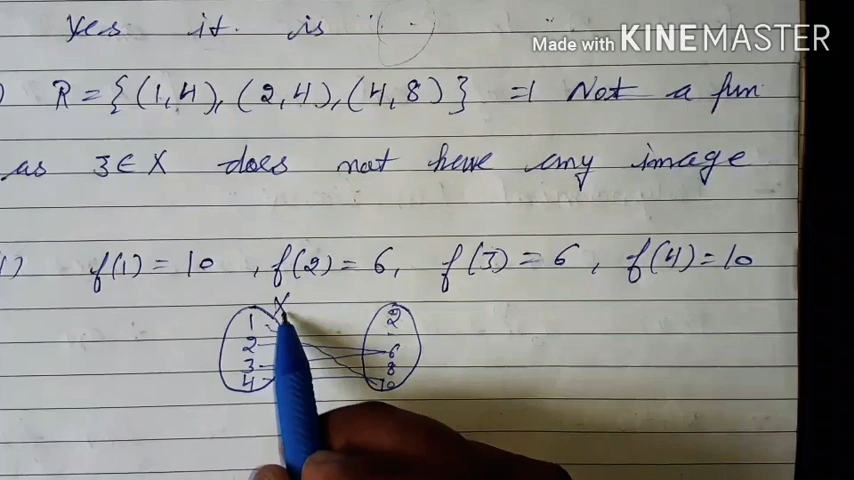 Yes it is
Made with KINEMASTER
) R = {(1,4), (2,4), (4,8)} =) Not a fun
as 3 ∈ X does not have any image
) f(1) = 10 , f(2) = 6, f(3) = 6 , f(4) = 10
X
1 2
2 6
3 8
4 10